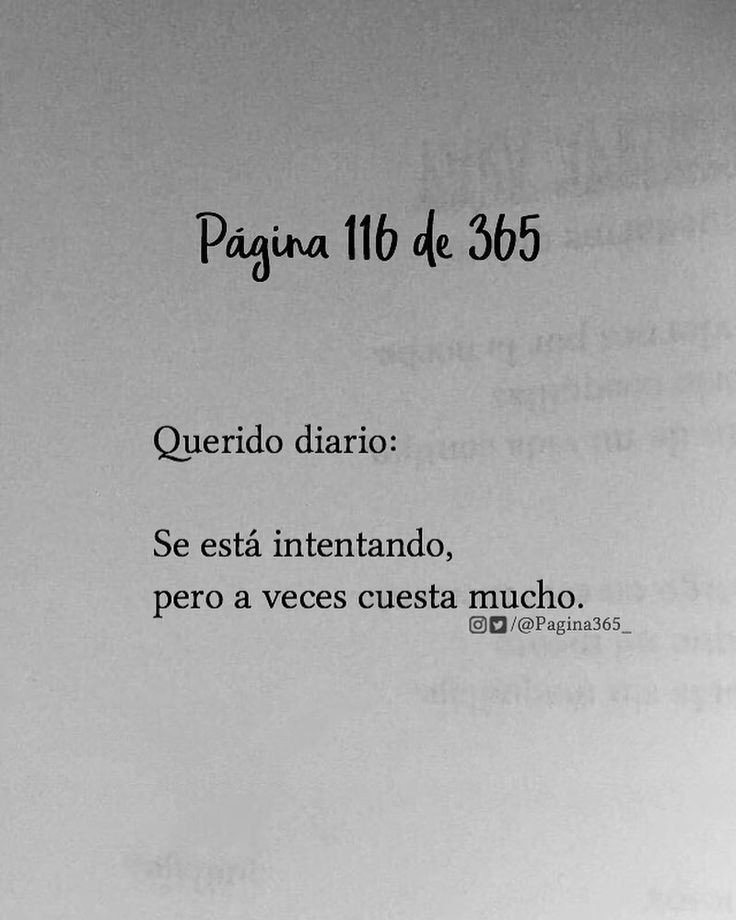 Página 116 de 365
Querido diario:
Se está intentando,
pero a veces cuesta mucho.
/@Pagina365_